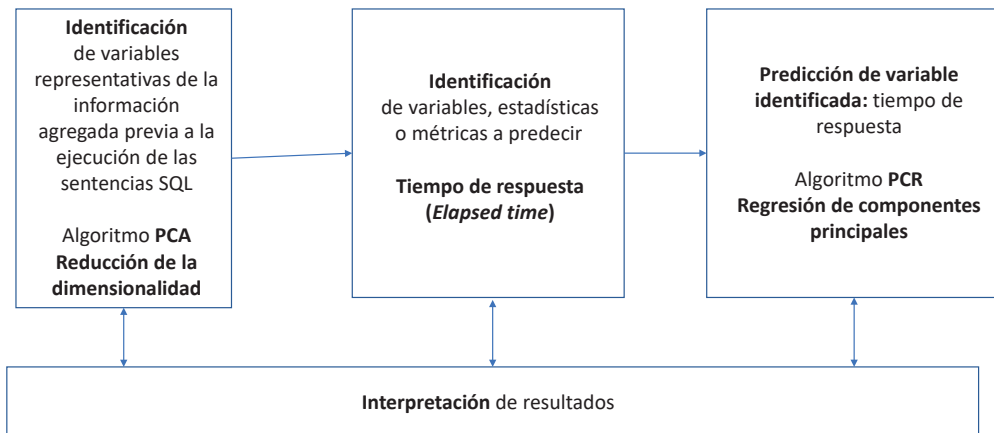 Identificación
de variables
representativas de la
información
agregada previa a la
ejecución de las
sentencias SQL
Algoritmo PCA
Reducción de la
dimensionalidad
Identificación
de variables, estadísticas
o métricas a predecir
Tiempo de respuesta
(Elapsed time)
Predicción de variable
identificada: tiempo de
respuesta
Algoritmo PCR
Regresión de componentes
principales
Interpretación de resultados